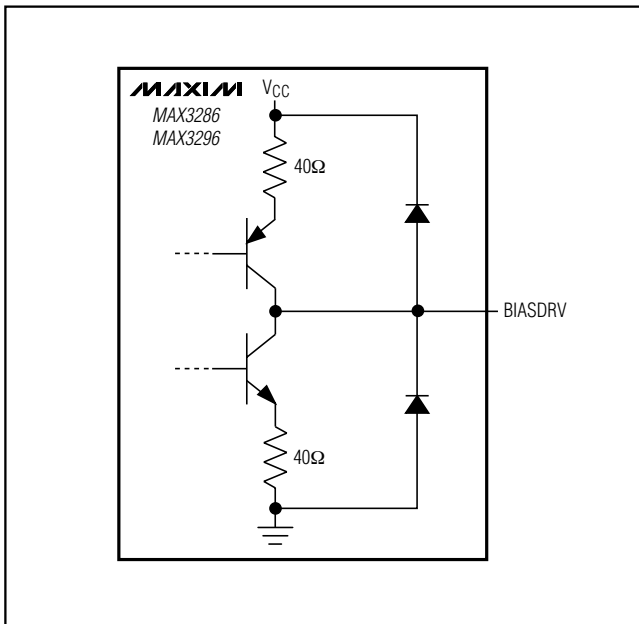 MAXIM
VCC
MAX3286
MAX3296
40Ω
BIASDRV
40Ω